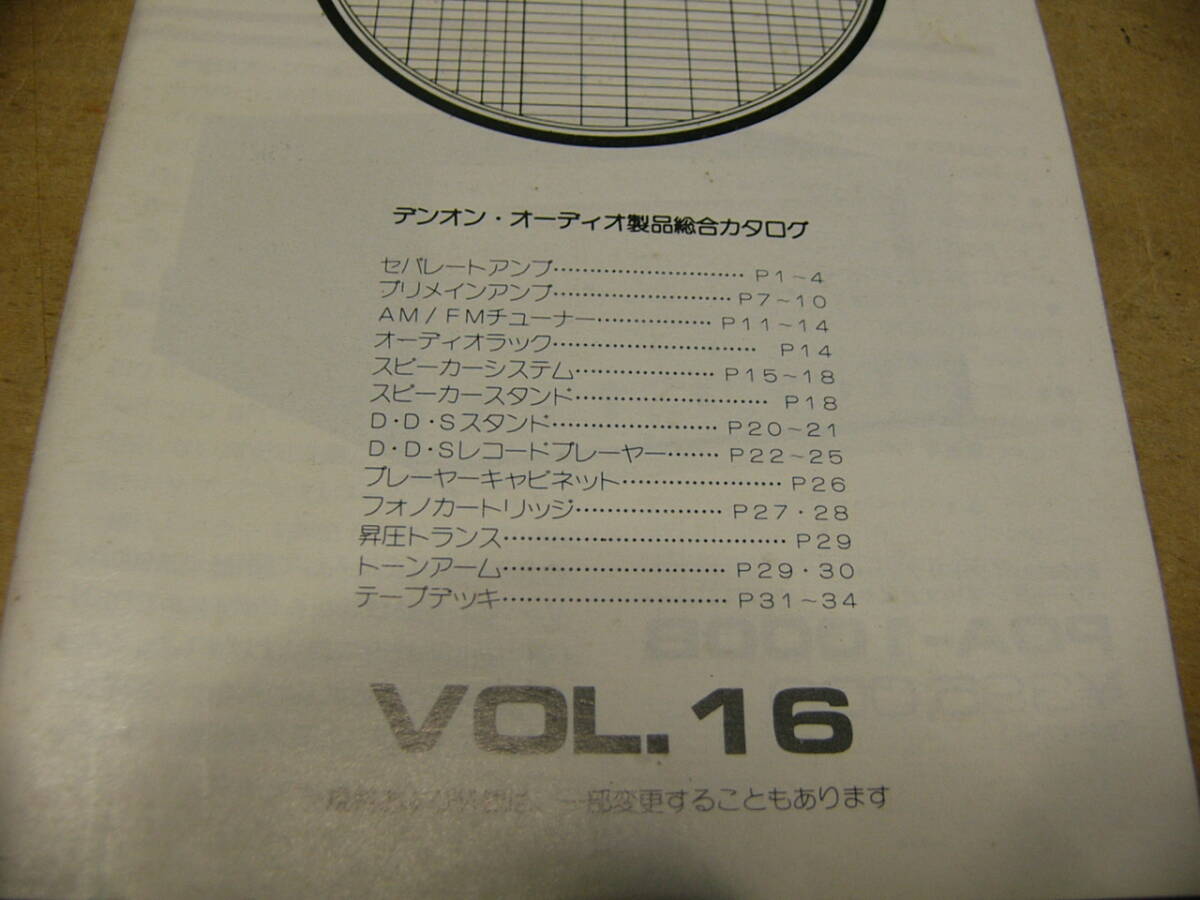 デンオン・オーディオ製品総合カタログ
セパレートアンプ………………………P1~4
プリメインアンプ………………………P7~10
AM/FMチューナー………………P11~14
オーディオラック…………………………P14
スピーカーシステム…………………P15~18
スピーカースタンド………………………P18
D・D・Sスタンド……………………P20~21
D・D・Sレコードプレーヤー………P22~25
プレーヤーキャビネット…………………P26
フォノカートリッジ…………………P27・28
昇圧トランス………………………………P29
トーンアーム…………………………P29・30
テープデッキ…………………………P31~34
VOL.16
一部変更することもあります